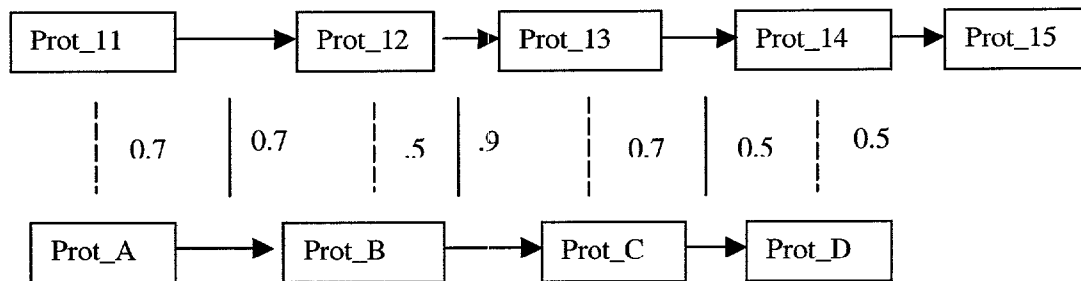 Prot_11 Prot_12 Prot_13 Prot_14 Prot_15
0.7 0.7 .5 .9 0.7 0.5 0.5
Prot_A Prot_B Prot_C Prot_D